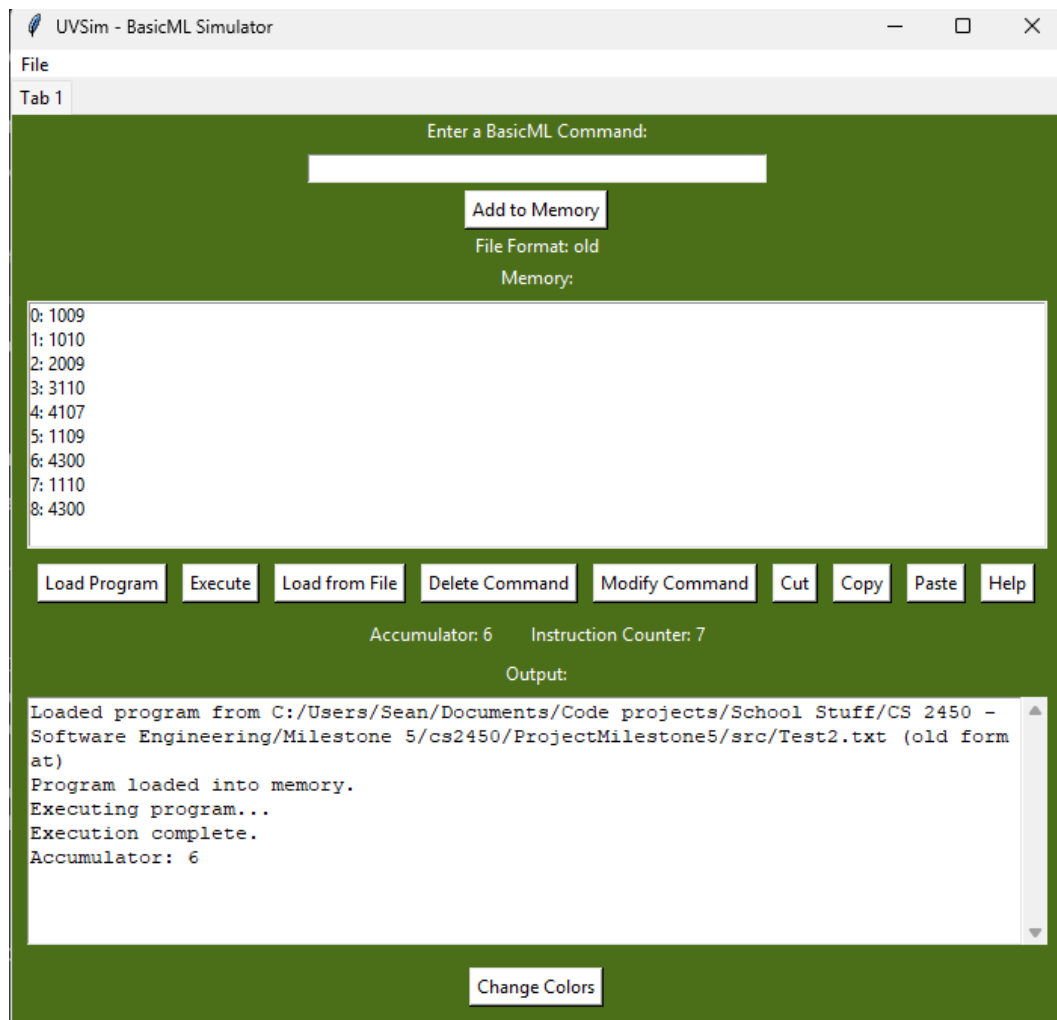 UVSim - BasicML Simulator
File
Tab 1
Enter a BasicML Command:
Add to Memory
File Format: old
Memory:
0: 1009
1: 1010
2: 2009
3: 3110
4: 4107
5: 1109
6: 4300
7: 1110
8: 4300
Load Program Execute Load from File Delete Command Modify Command Cut Copy Paste Help
Accumulator: 6 Instruction Counter: 7
Output:
Loaded program from C:/Users/Sean/Documents/Code projects/School Stuff/CS 2450 -
Software Engineering/Milestone 5/cs2450/ProjectMilestone5/src/Test2.txt (old form
at)
Program loaded into memory.
Executing program...
Execution complete.
Accumulator: 6
Change Colors